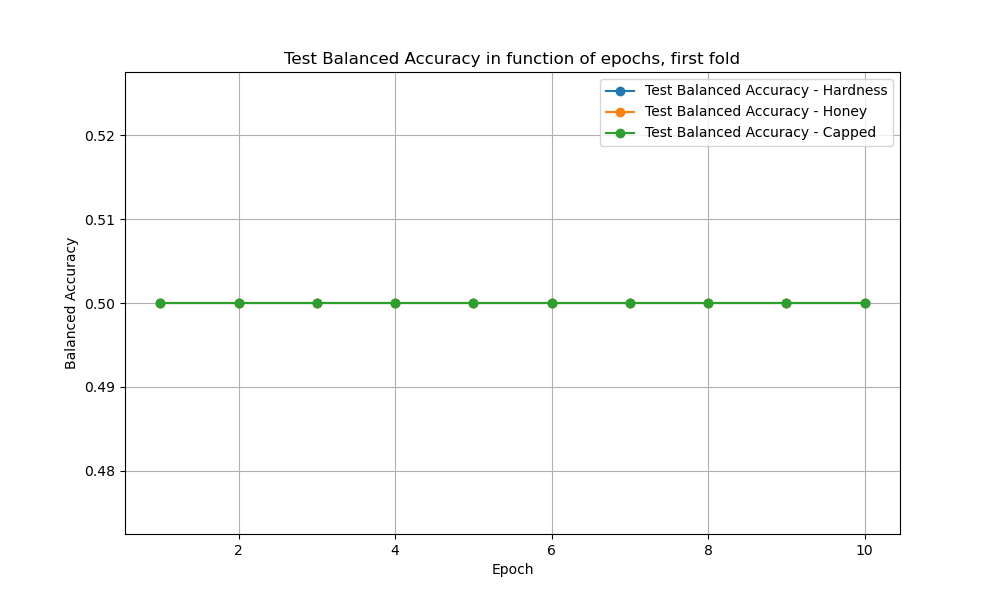 Test Balanced Accuracy in function of epochs, first fold
Test Balanced Accuracy - Hardness
Test Balanced Accuracy - Honey
Test Balanced Accuracy - Capped
Balanced Accuracy
0.52
0.51
0.50
0.49
0.48
2
4
6
8
10
Epoch